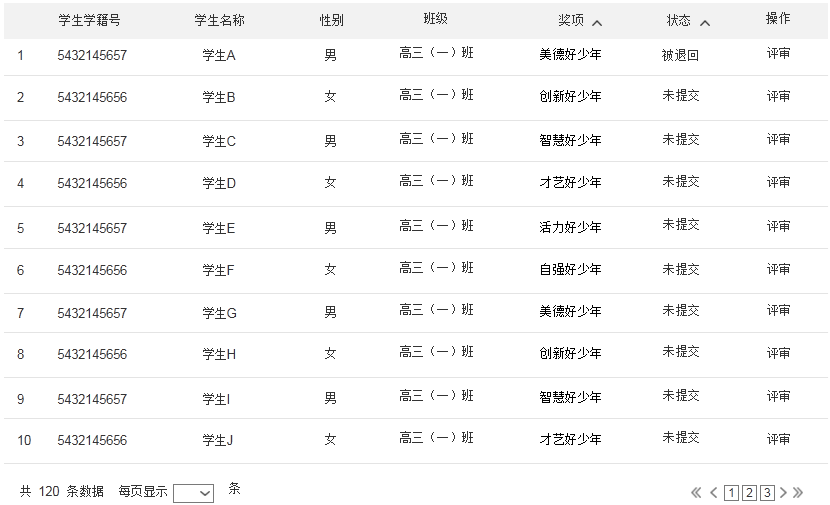 学生学籍号 学生名称 性别 班级 奖项 状态 操作
1 5432145657 学生A 男 高三（一）班 美德好少年 被退回 评审
2 5432145656 学生B 女 高三（一）班 创新好少年 未提交 评审
3 5432145657 学生C 男 高三（一）班 智慧好少年 未提交 评审
4 5432145656 学生D 女 高三（一）班 才艺好少年 未提交 评审
5 5432145657 学生E 男 高三（一）班 活力好少年 未提交 评审
6 5432145656 学生F 女 高三（一）班 自强好少年 未提交 评审
7 5432145657 学生G 男 高三（一）班 美德好少年 未提交 评审
8 5432145656 学生H 女 高三（一）班 创新好少年 未提交 评审
9 5432145657 学生I 男 高三（一）班 智慧好少年 未提交 评审
10 5432145656 学生J 女 高三（一）班 才艺好少年 未提交 评审
共 120 条数据 每页显示 条 1 2 3